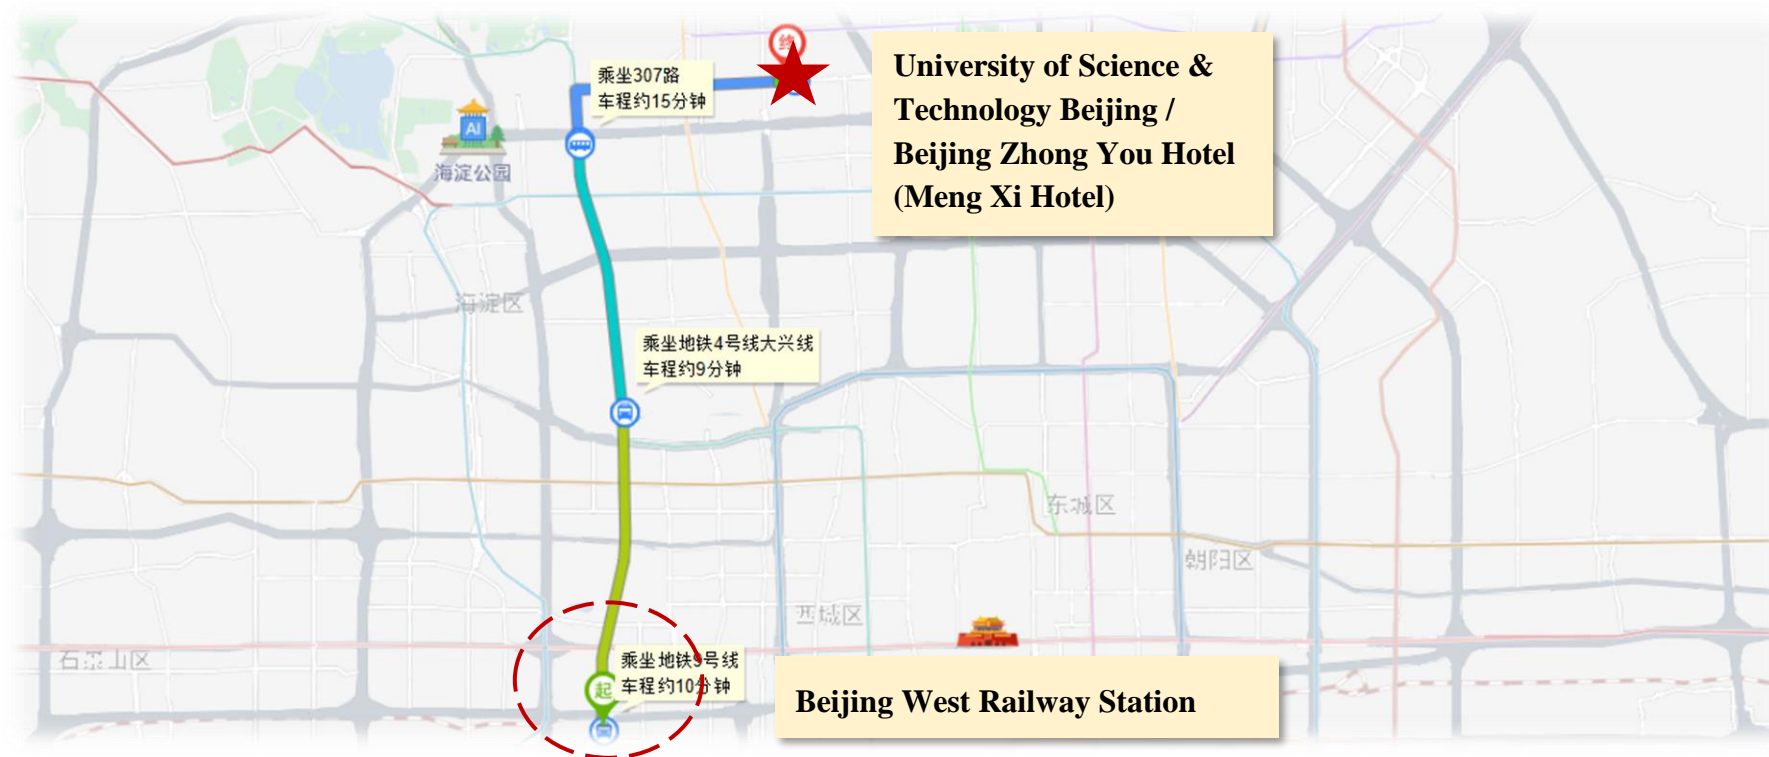 终
乘坐307路
车程约15分钟
University of Science &
Technology Beijing /
Beijing Zhong You Hotel
(Meng Xi Hotel)
AI
海淀公园
海淀区
乘坐地铁4号线大兴线
车程约9分钟
东城区
朝阳区
西城区
石景山区
乘坐地铁9号线
车程约10分钟
起
Beijing West Railway Station